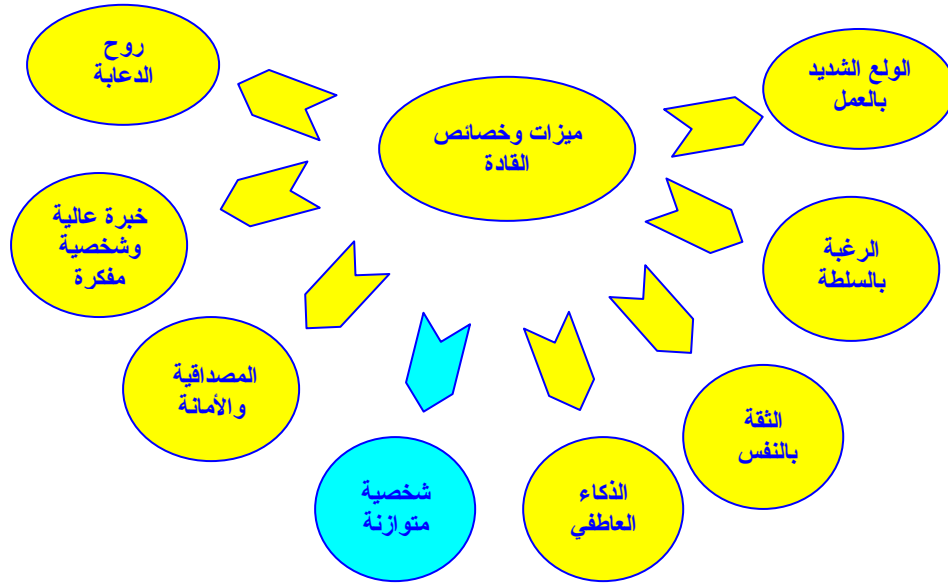 ميزات وخصائص
القادة
الولع الشديد
بالعمل
الرغبة
بالسلطة
الثقة
بالنفس
الذكاء
العاطفي
شخصية
متوازنة
المصداقية
والأمانة
خبرة عالية
وشخصية
مفكرة
روح
الدعابة